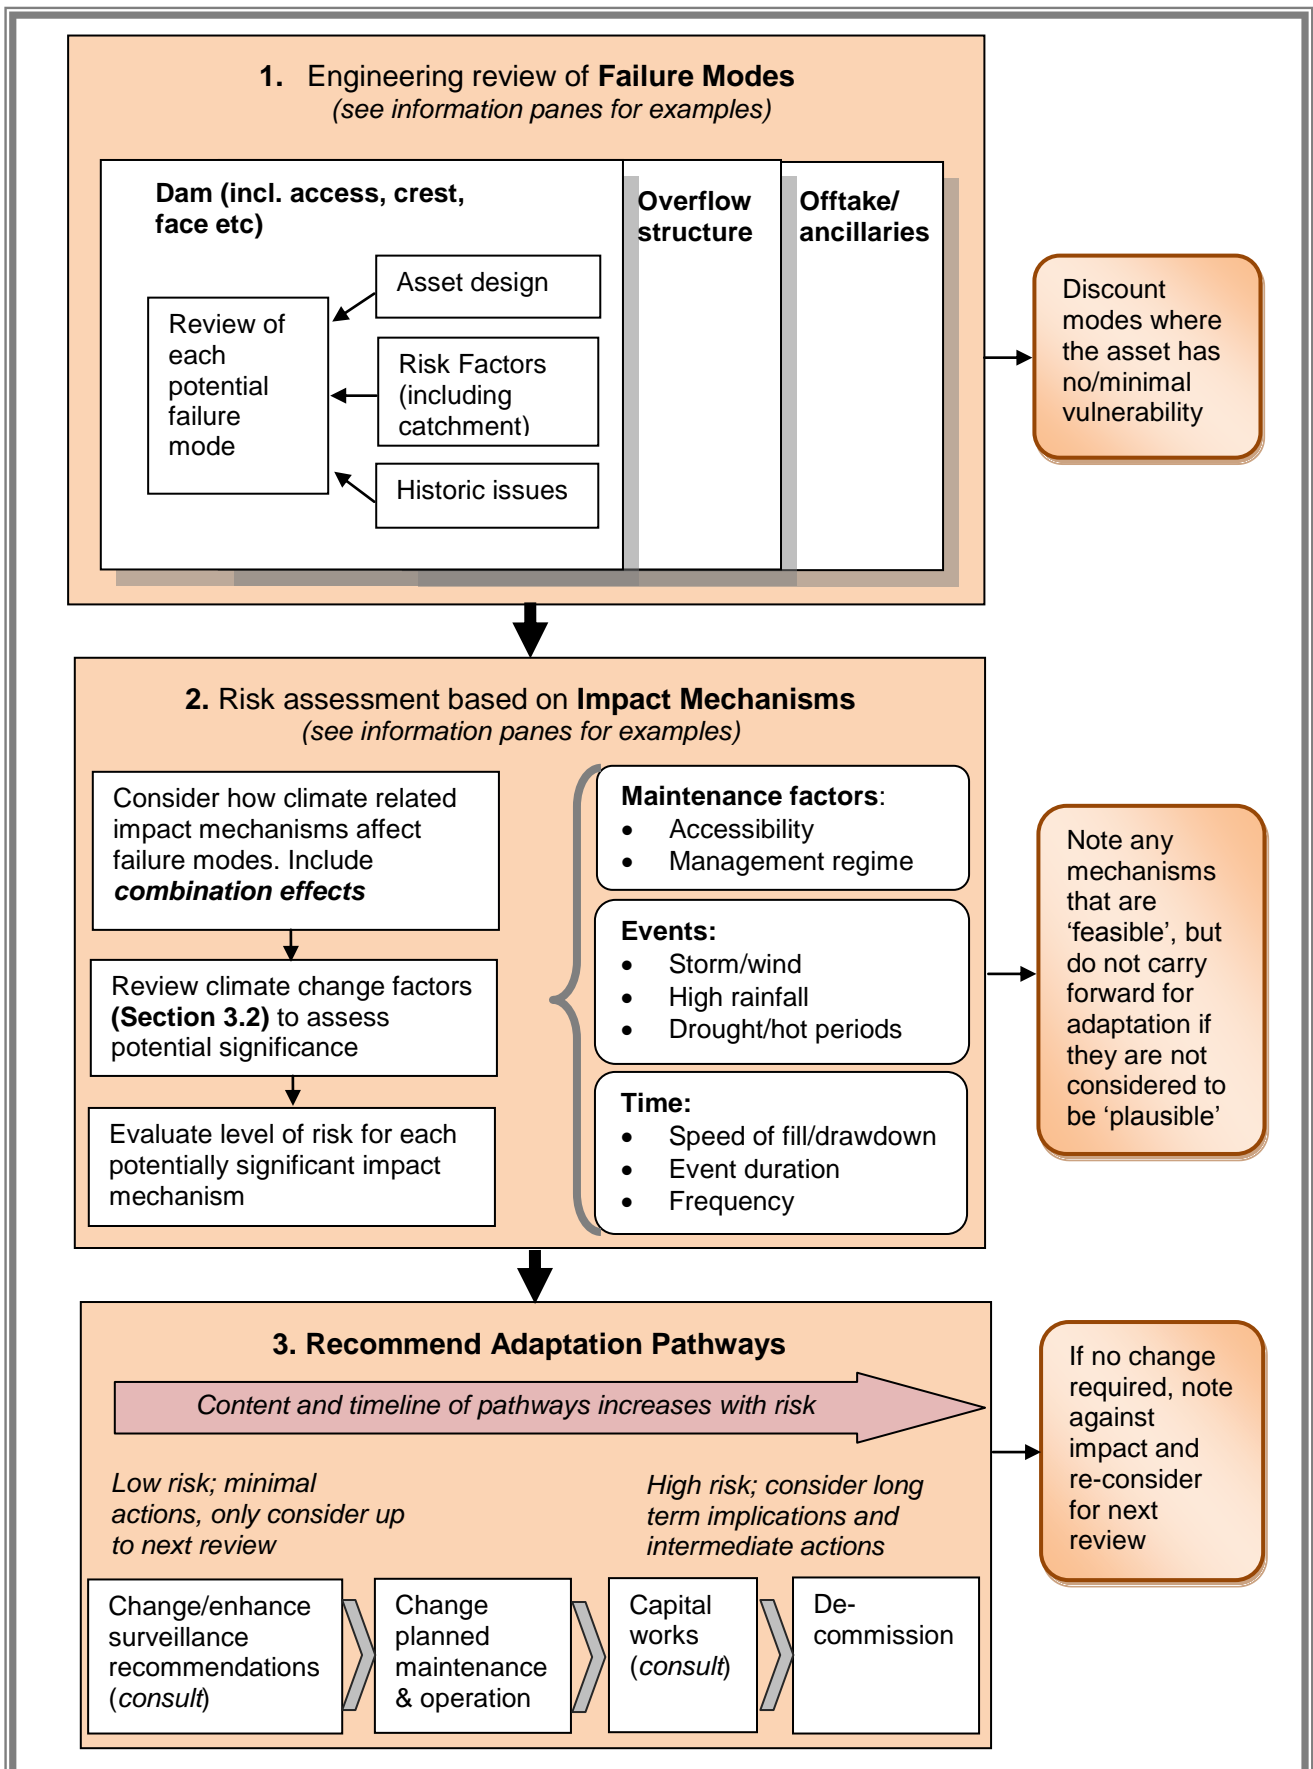 1. Engineering review of Failure Modes
(see information panes for examples)
Dam (incl. access, crest,
face etc)
Review of
each
potential
failure
mode
Asset design
Risk Factors
(including
catchment)
Historic issues
Overflow
structure
Offtake/
ancillaries
Discount
modes where
the asset has
no/minimal
vulnerability
2. Risk assessment based on Impact Mechanisms
(see information panes for examples)
Consider how climate related
impact mechanisms affect
failure modes. Include
combination effects
Review climate change factors
(Section 3.2) to assess
potential significance
Evaluate level of risk for each
potentially significant impact
mechanism
Maintenance factors:
• Accessibility
• Management regime
Events:
• Storm/wind
• High rainfall
• Drought/hot periods
Time:
• Speed of fill/drawdown
• Event duration
• Frequency
Note any
mechanisms
that are
‘feasible’, but
do not carry
forward for
adaptation if
they are not
considered to
be ‘plausible’
3. Recommend Adaptation Pathways
Content and timeline of pathways increases with risk
Low risk; minimal
actions, only consider up
to next review
High risk; consider long
term implications and
intermediate actions
Change/enhance
surveillance
recommendations
(consult)
Change
planned
maintenance
& operation
Capital
works
(consult)
De-
commission
If no change
required, note
against
impact and
re-consider
for next
review